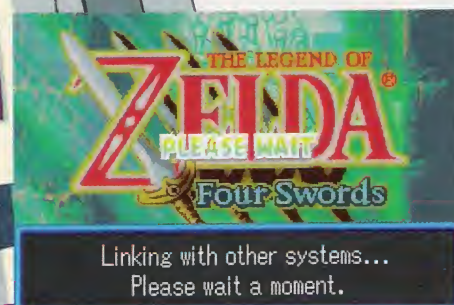 THE LEGEND OF
ZELDA®
PLEASE WAIT
Four Swords
Linking with other systems...
Please wait a moment.